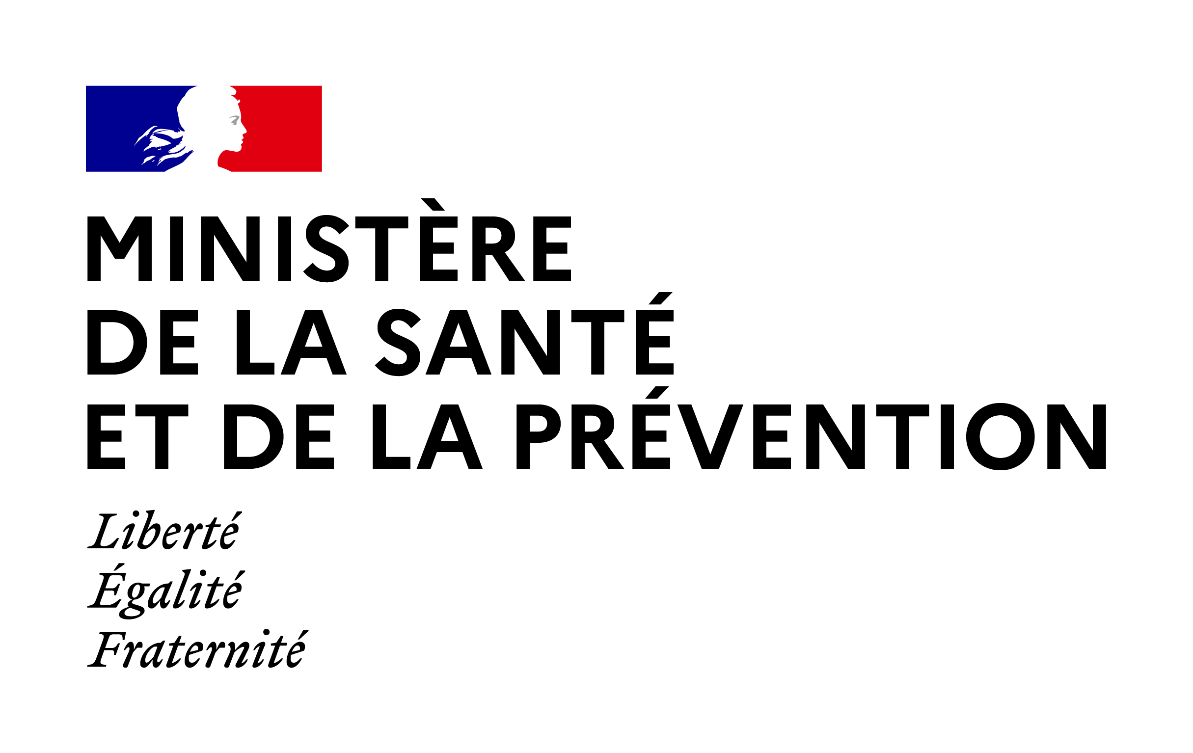 MINISTÈRE
DE LA SANTÉ
ET DE LA PRÉVENTION
Liberté
Égalité
Fraternité